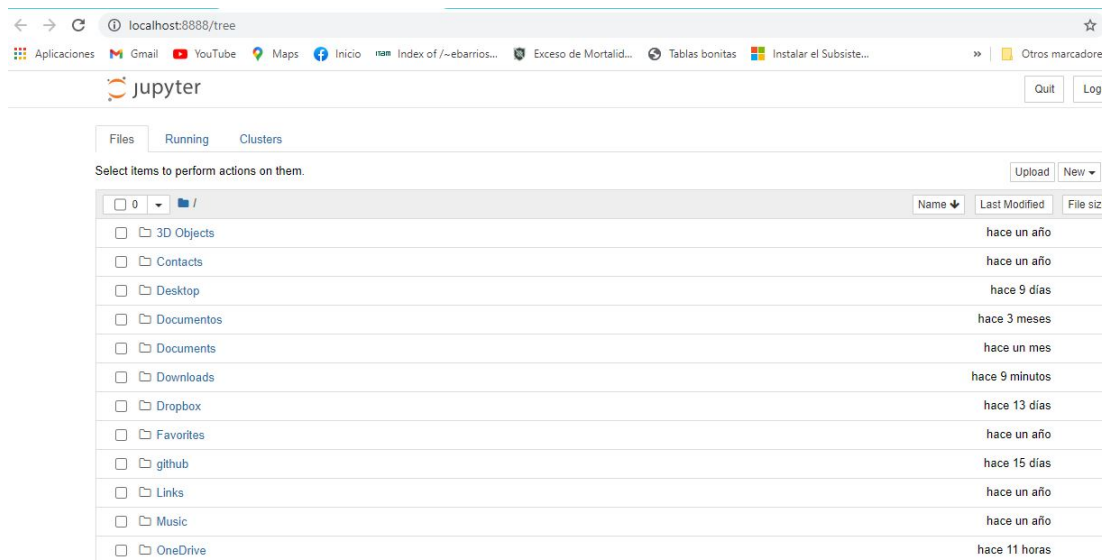 localhost:8888/tree
Aplicaciones Gmail YouTube Maps Inicio Index of /~ebarrios... Exceso de Mortalid... Tablas bonitas Instalar el Subsiste... » Otros marcadore
jupyter Quit Log
Files Running Clusters
Select items to perform actions on them. Upload New
0 / Name Last Modified File siz
3D Objects hace un año
Contacts hace un año
Desktop hace 9 días
Documentos hace 3 meses
Documents hace un mes
Downloads hace 9 minutos
Dropbox hace 13 días
Favorites hace un año
github hace 15 días
Links hace un año
Music hace un año
OneDrive hace 11 horas